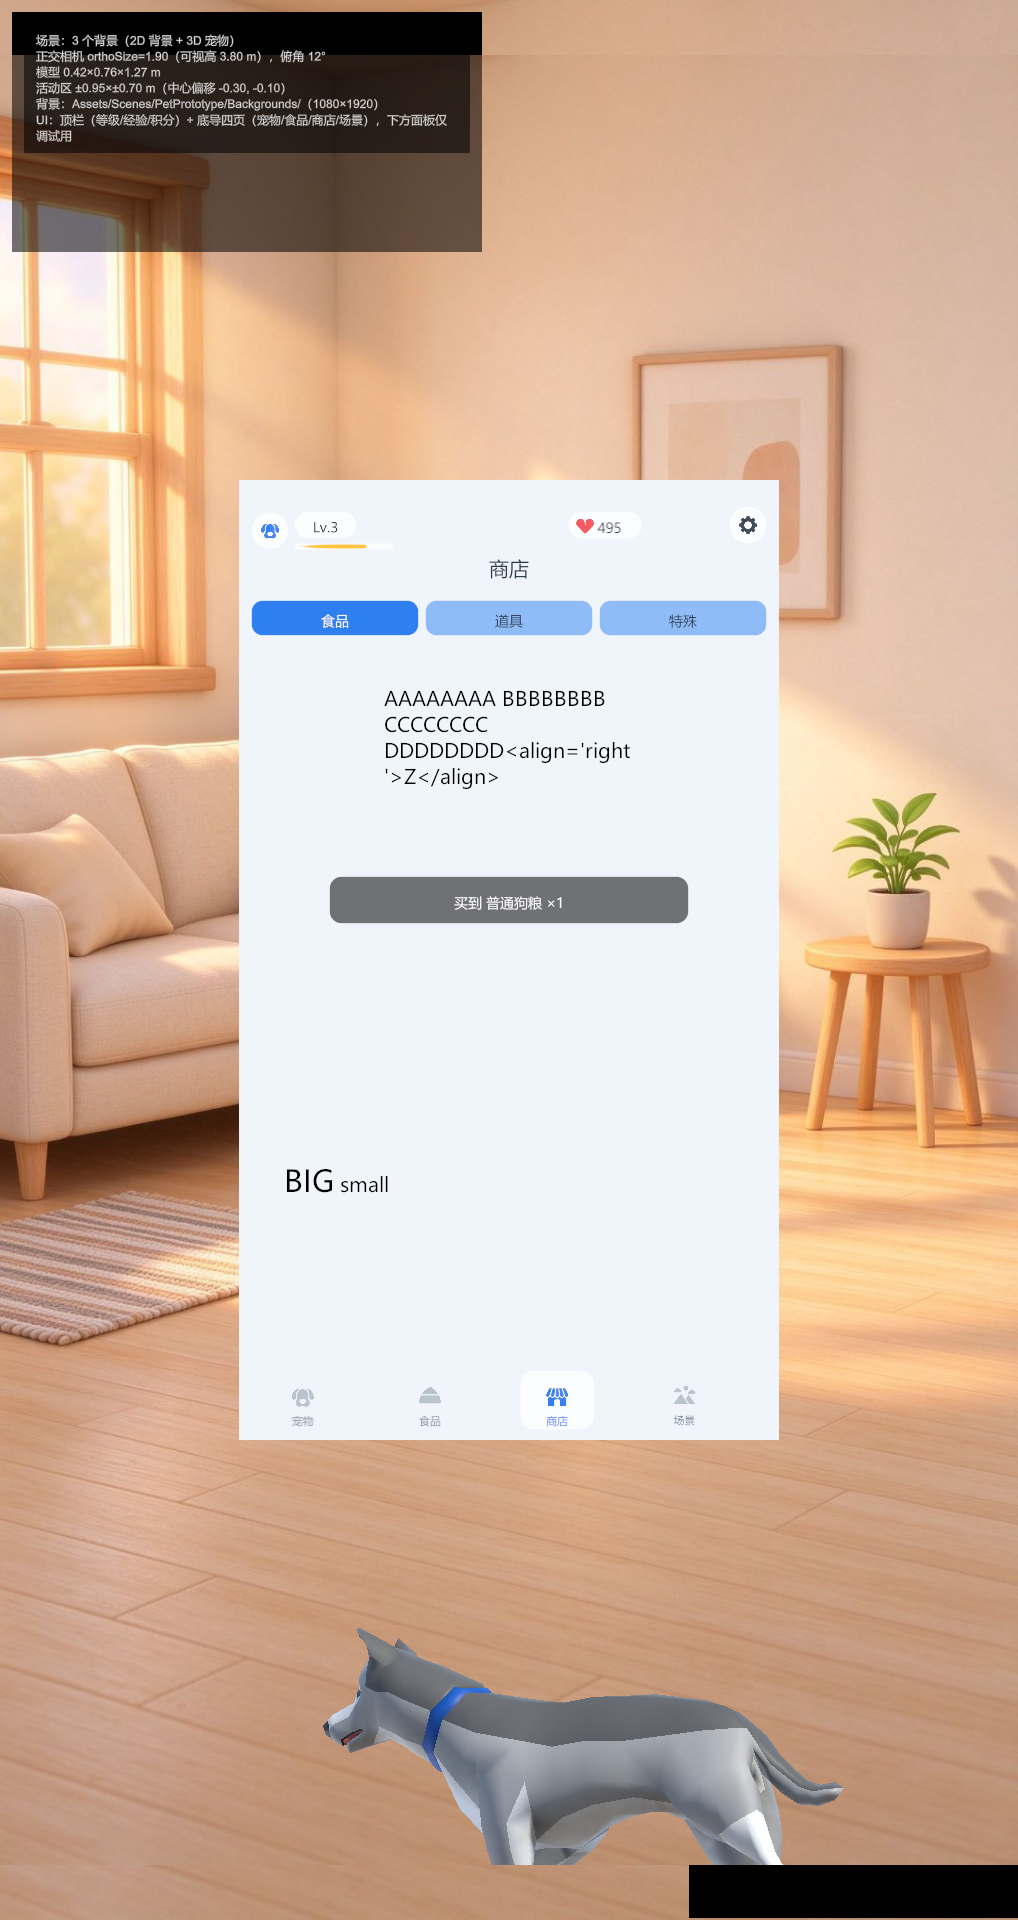 场景：3 个背景（2D 背景 + 3D 宠物）
正交相机 orthoSize=1.90（可视高 3.80 m），俯角 12°
模型 0.42×0.76×1.27 m
活动区 ±0.95×±0.70 m（中心偏移 -0.30, -0.10）
背景：Assets/Scenes/PetPrototype/Backgrounds/（1080×1920）
UI：顶栏（等级/经验/积分）+ 底导四页（宠物/食品/商店/场景），下方面板仅
调试用
Lv.3
495
商店
食品 道具 特殊
AAAAAAAA BBBBBBBB
CCCCCCCC
DDDDDDDD<align='right
'>Z</align>
买到 普通狗粮 ×1
BIG small
宠物 食品 商店 场景